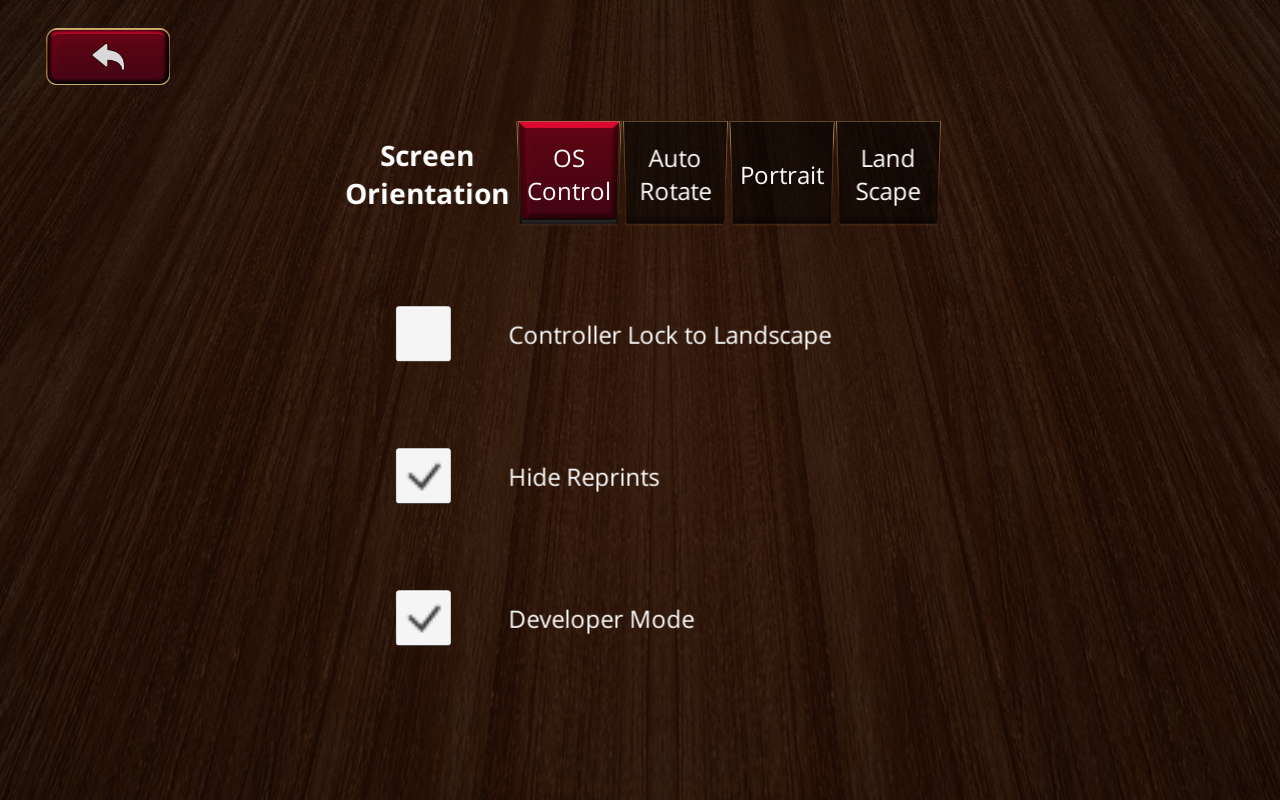 Screen
Orientation
OS
Control
Auto
Rotate
Portrait
Land
Scape
Controller Lock to Landscape
Hide Reprints
Developer Mode